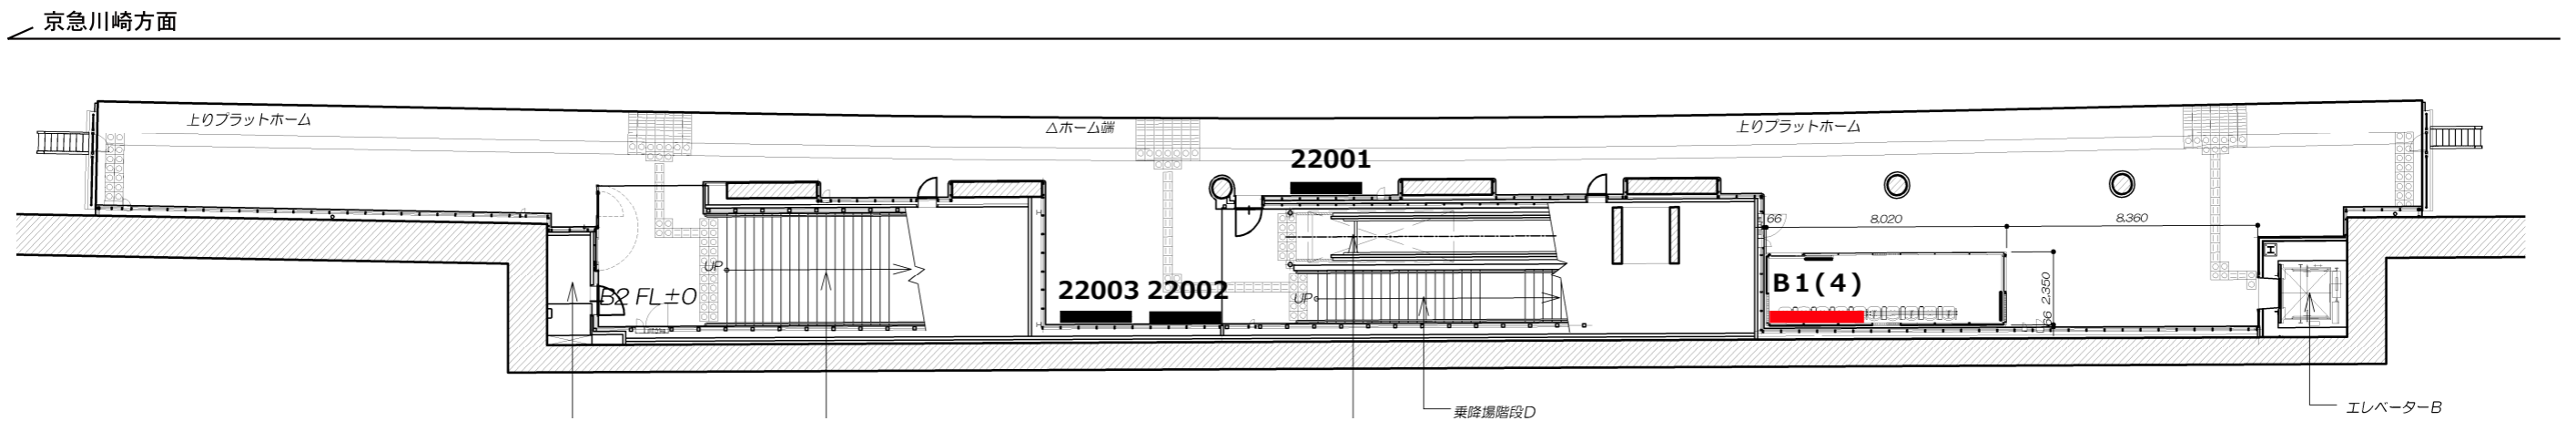 京急川崎方面
上りプラットホーム
△ホーム端
上りプラットホーム
22001
66
8.020
8.360
UP
B2 FL±0
22003 22002
UP
B1(4)
2.350
66
乗降場階段D
エレベーターB